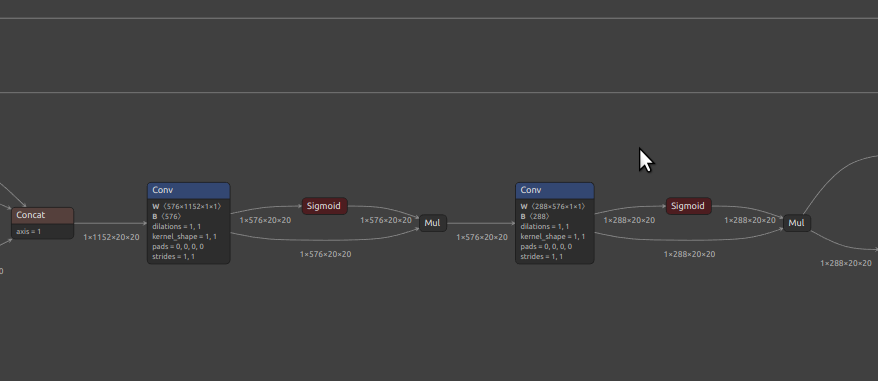 Concat
axis = 1
1×1152×20×20
Conv
W ⟨576×1152×1×1⟩
B ⟨576⟩
dilations = 1, 1
kernel_shape = 1, 1
pads = 0, 0, 0, 0
strides = 1, 1
1×576×20×20
Sigmoid
1×576×20×20
1×576×20×20
Mul
1×576×20×20
Conv
W ⟨288×576×1×1⟩
B ⟨288⟩
dilations = 1, 1
kernel_shape = 1, 1
pads = 0, 0, 0, 0
strides = 1, 1
1×288×20×20
Sigmoid
1×288×20×20
1×288×20×20
Mul
1×288×20×20
0